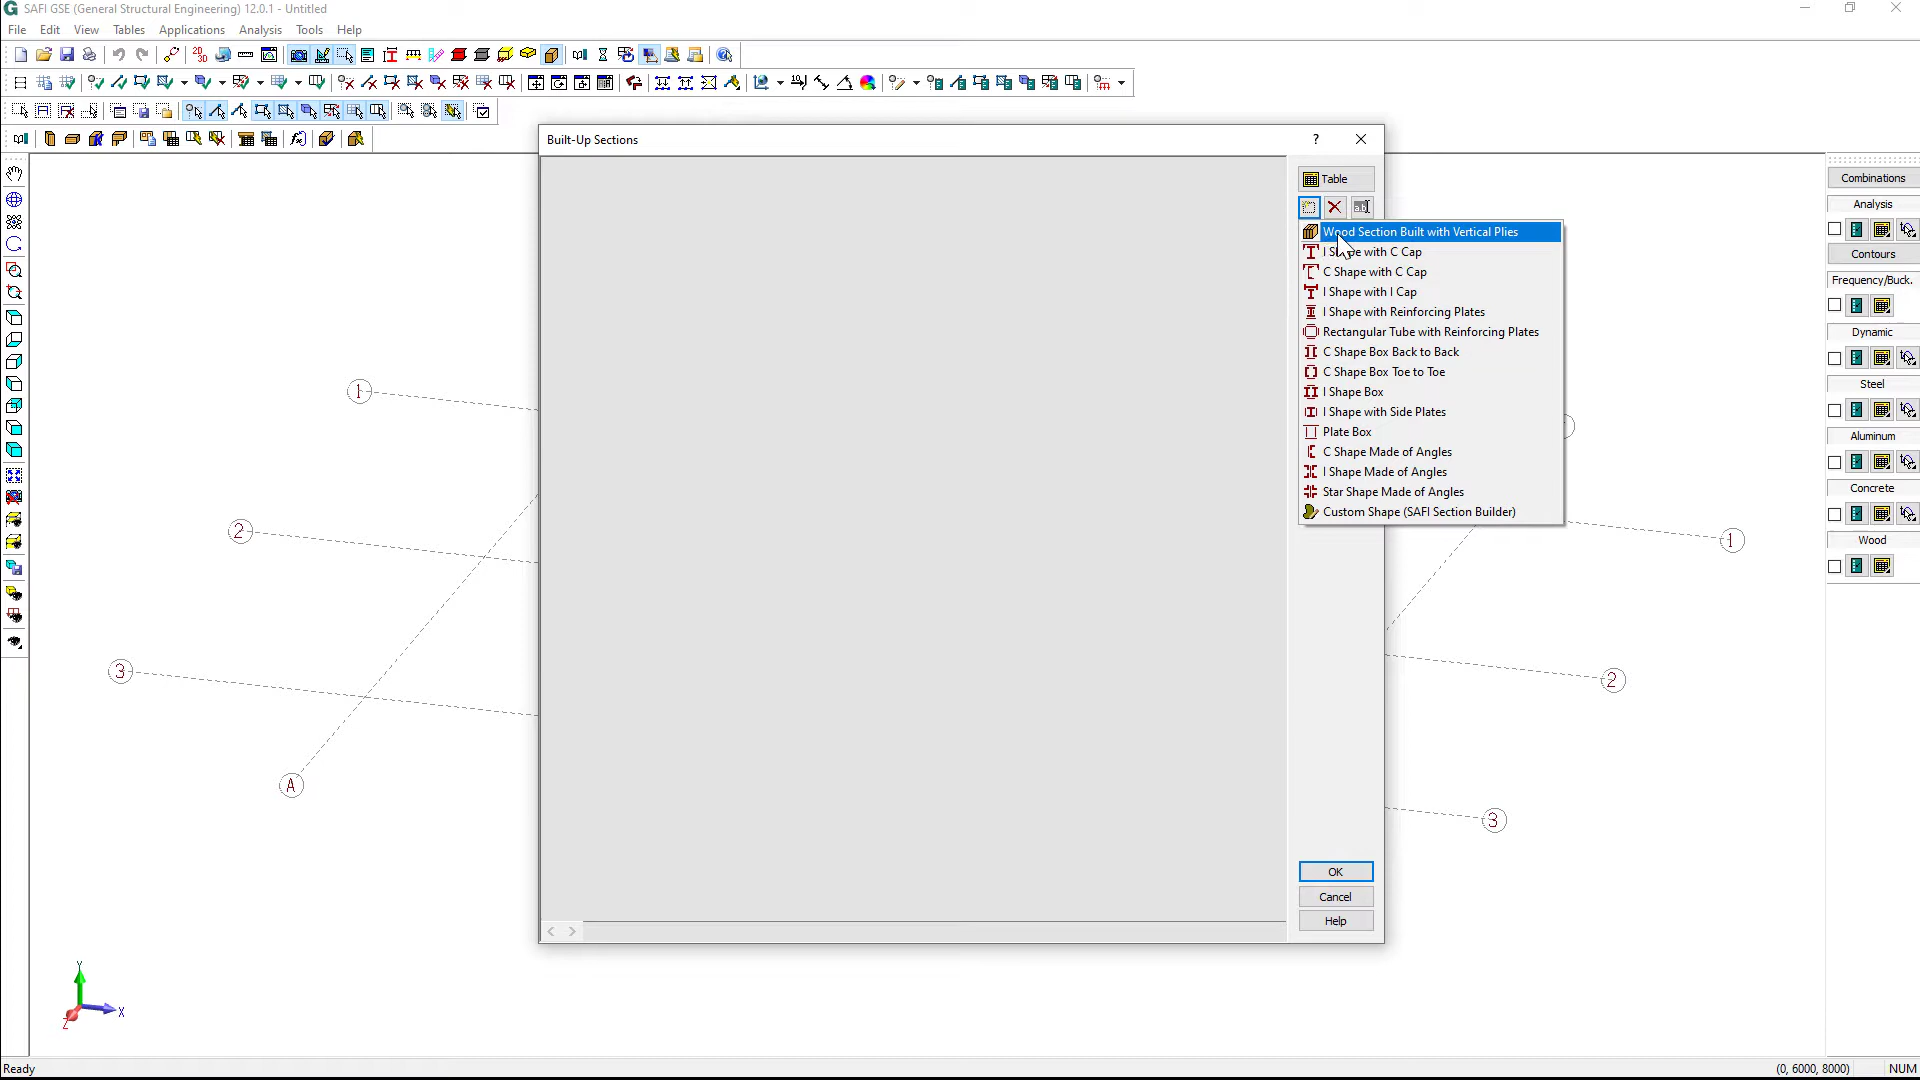 SAFI GSE (General Structural Engineering) 12.0.1 - Untitled
File Edit View Tables Applications Analysis Tools Help
Built-Up Sections
?
Table
Wood Section Built with Vertical Plies
I Shape with C Cap
C Shape with C Cap
I Shape with I Cap
I Shape with Reinforcing Plates
Rectangular Tube with Reinforcing Plates
C Shape Box Back to Back
C Shape Box Toe to Toe
I Shape Box
I Shape with Side Plates
Plate Box
C Shape Made of Angles
I Shape Made of Angles
Star Shape Made of Angles
Custom Shape (SAFI Section Builder)
OK
Cancel
Help
Combinations
Analysis
Contours
Frequency/Buck.
Dynamic
Steel
Aluminum
Concrete
Wood
1
2
3
A
1
2
3
Y
X
Z
Ready
(0, 6000, 8000)
NUM